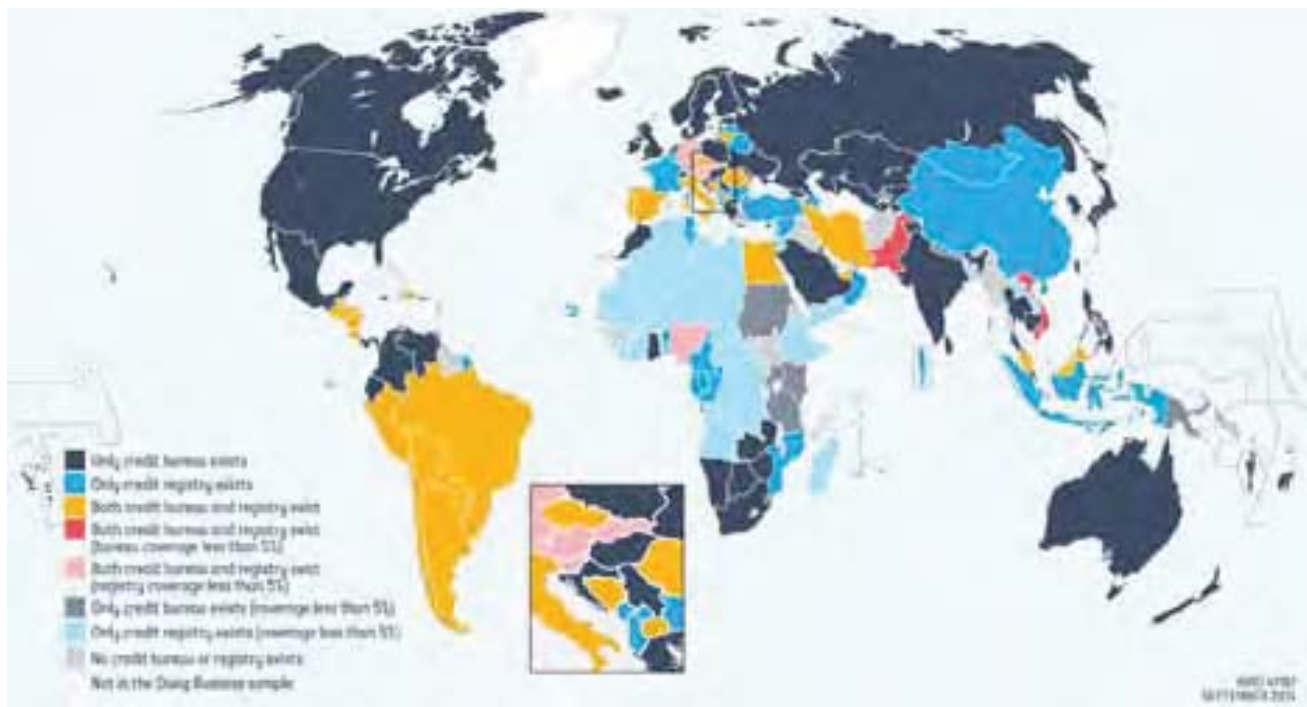 Only credit bureau exists
Only credit registry exists
Both credit bureau and registry exist
Both credit bureau and registry exist
(bureau coverage less than 5%)
Both credit bureau and registry exist
(registry coverage less than 5%)
Only credit bureau exists (coverage less than 5%)
Only credit registry exists (coverage less than 5%)
No credit bureau or registry exists
Not in the Doing Business sample
SEPTEMBER 2014